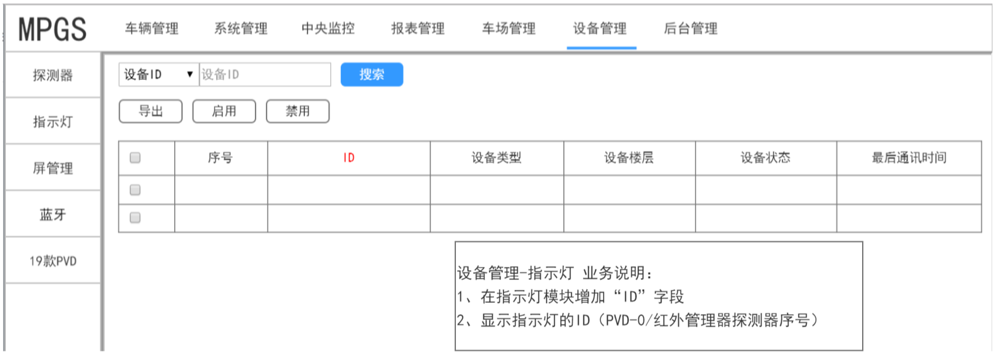 MPGS 车辆管理 系统管理 中央监控 报表管理 车场管理 设备管理 后台管理
探测器
指示灯
屏管理
蓝牙
19款PVD
设备ID ▼ 设备ID 搜索
导出 启用 禁用
序号 ID 设备类型 设备楼层 设备状态 最后通讯时间
设备管理-指示灯 业务说明：
1、在指示灯模块增加“ID”字段
2、显示指示灯的ID（PVD-0/红外管理器探测器序号）